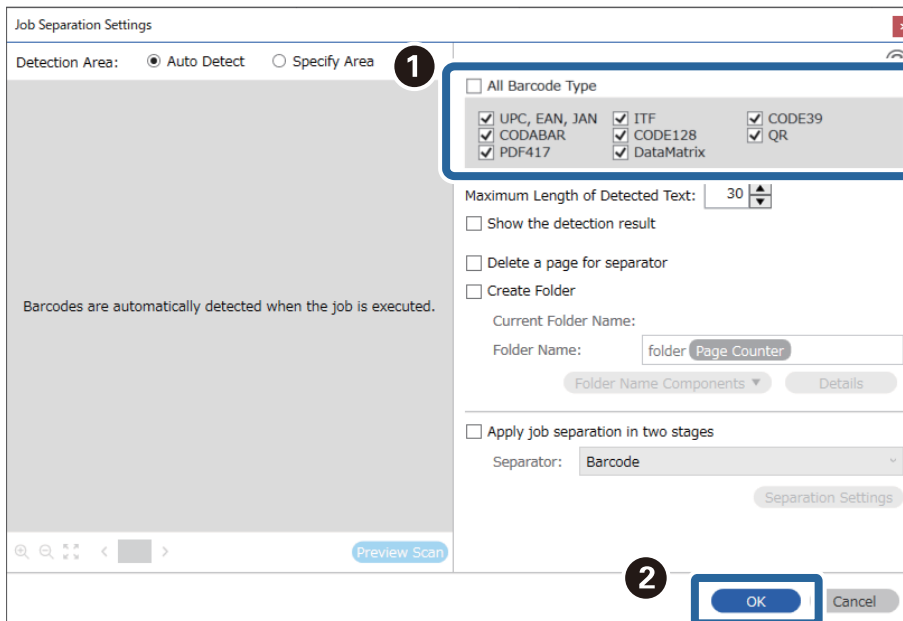 Job Separation Settings
Detection Area: Auto Detect Specify Area
1
All Barcode Type
UPC, EAN, JAN ITF CODE39
CODABAR CODE128 QR
PDF417 DataMatrix
Maximum Length of Detected Text: 30
Show the detection result
Delete a page for separator
Barcodes are automatically detected when the job is executed.
Create Folder
Current Folder Name:
Folder Name: folder Page Counter
Folder Name Components ▼ Details
Apply job separation in two stages
Separator: Barcode
Separation Settings
Preview Scan
2
OK Cancel